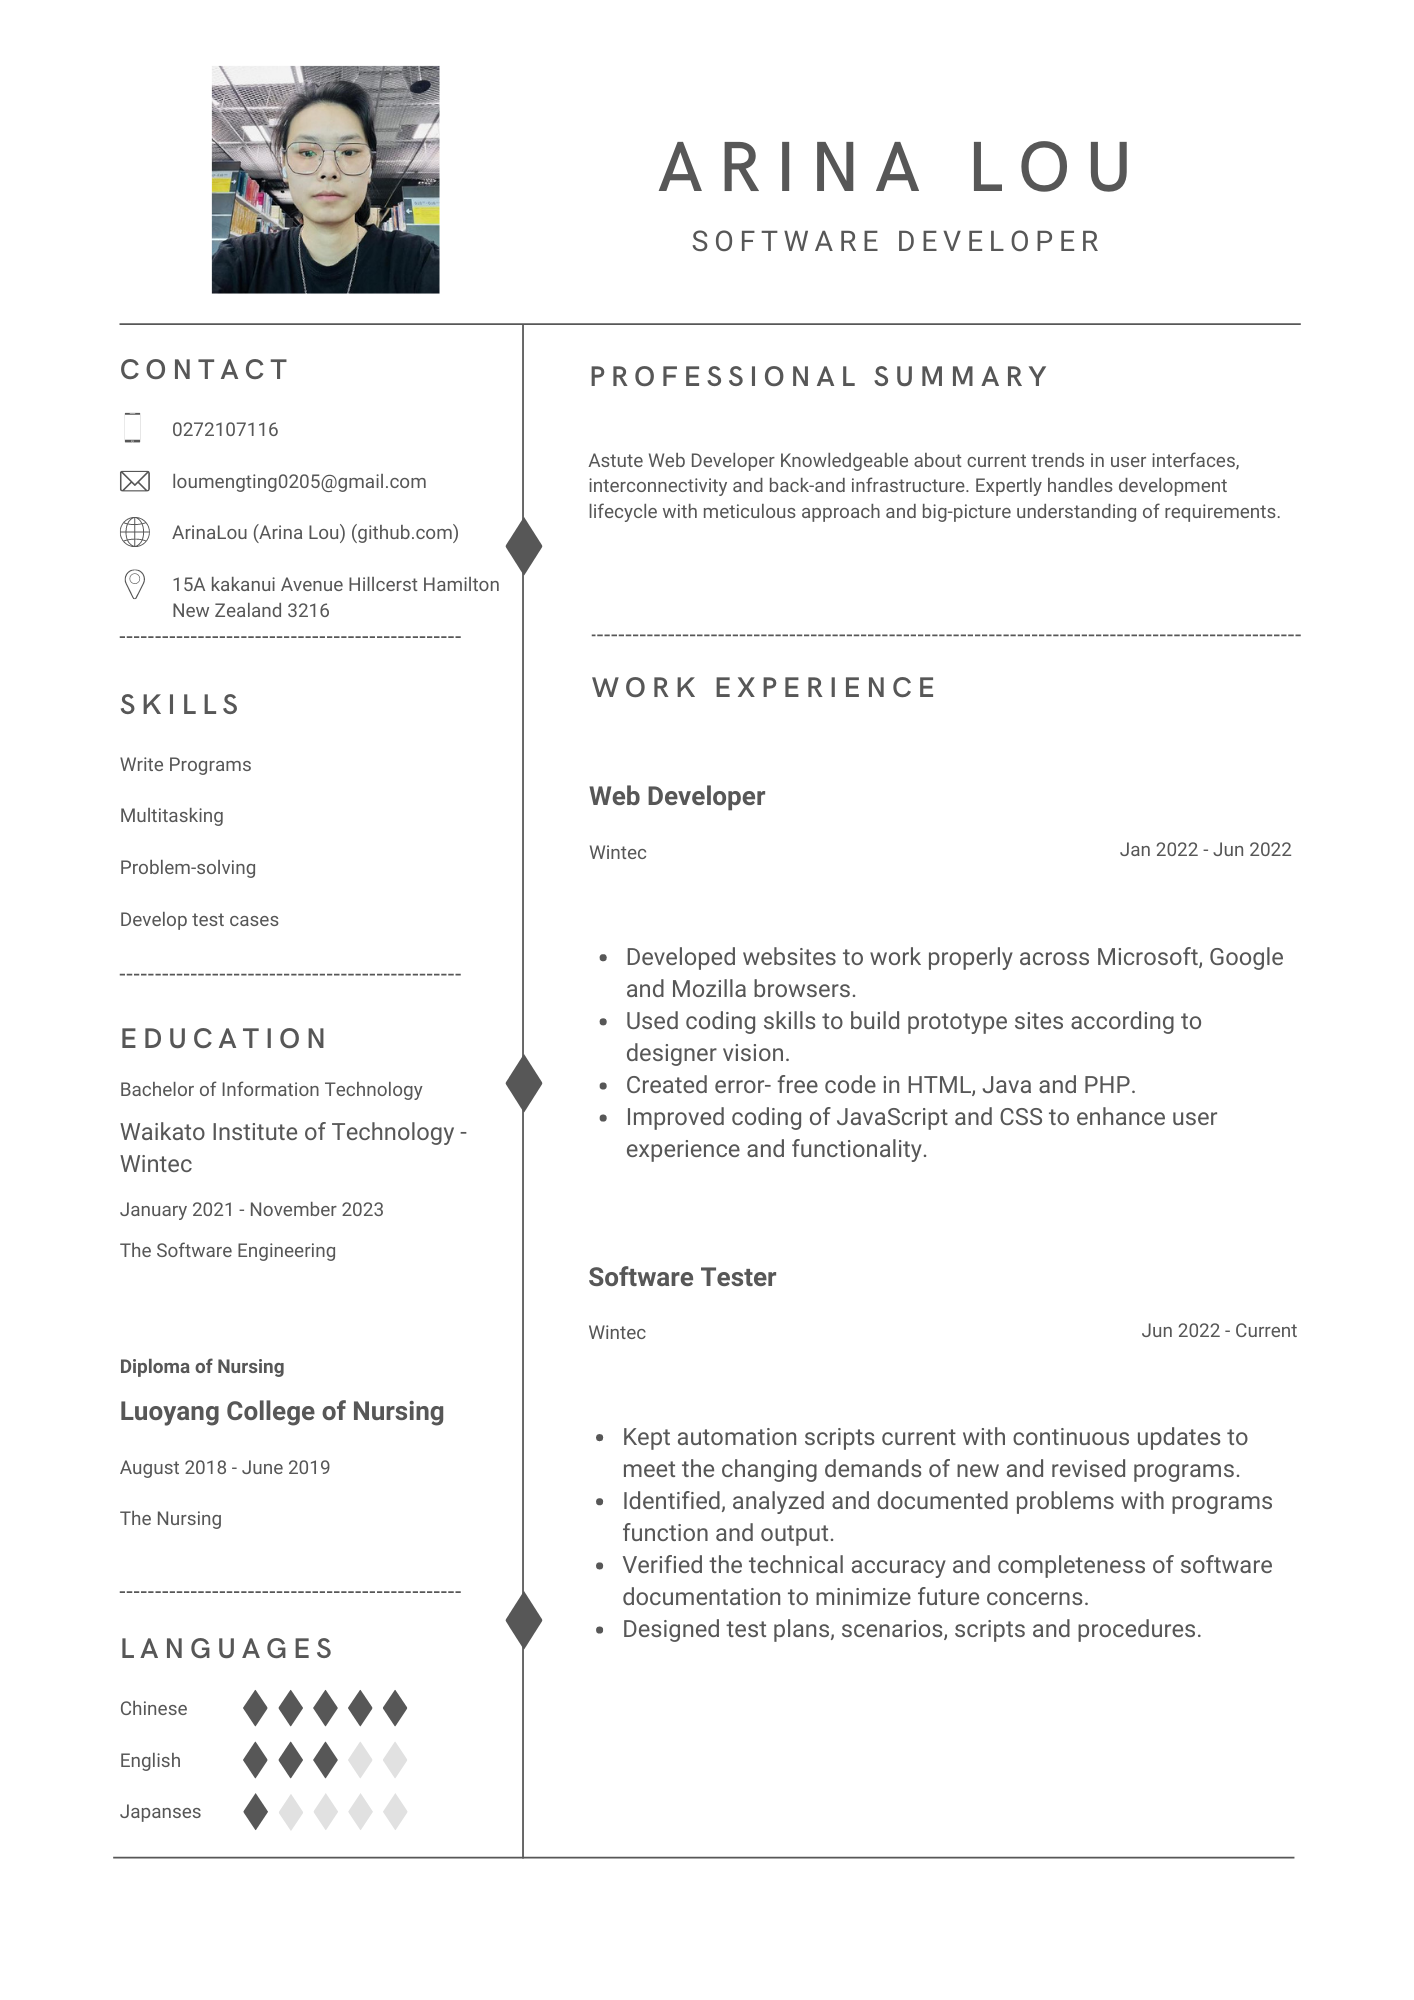 ARINA LOU
SOFTWARE DEVELOPER
CONTACT
0272107116
loumengting0205@gmail.com
ArinaLou (Arina Lou) (github.com)
15A kakanui Avenue Hillcerst Hamilton
New Zealand 3216
SKILLS
Write Programs
Multitasking
Problem-solving
Develop test cases
EDUCATION
Bachelor of Information Technology
Waikato Institute of Technology -
Wintec
January 2021 - November 2023
The Software Engineering
Diploma of Nursing
Luoyang College of Nursing
August 2018 - June 2019
The Nursing
LANGUAGES
Chinese
English
Japanses
PROFESSIONAL SUMMARY
Astute Web Developer Knowledgeable about current trends in user interfaces,
interconnectivity and back-and infrastructure. Expertly handles development
lifecycle with meticulous approach and big-picture understanding of requirements.
WORK EXPERIENCE
Web Developer
Wintec Jan 2022 - Jun 2022
• Developed websites to work properly across Microsoft, Google
and Mozilla browsers.
• Used coding skills to build prototype sites according to
designer vision.
• Created error- free code in HTML, Java and PHP.
• Improved coding of JavaScript and CSS to enhance user
experience and functionality.
Software Tester
Wintec Jun 2022 - Current
• Kept automation scripts current with continuous updates to
meet the changing demands of new and revised programs.
• Identified, analyzed and documented problems with programs
function and output.
• Verified the technical accuracy and completeness of software
documentation to minimize future concerns.
• Designed test plans, scenarios, scripts and procedures.